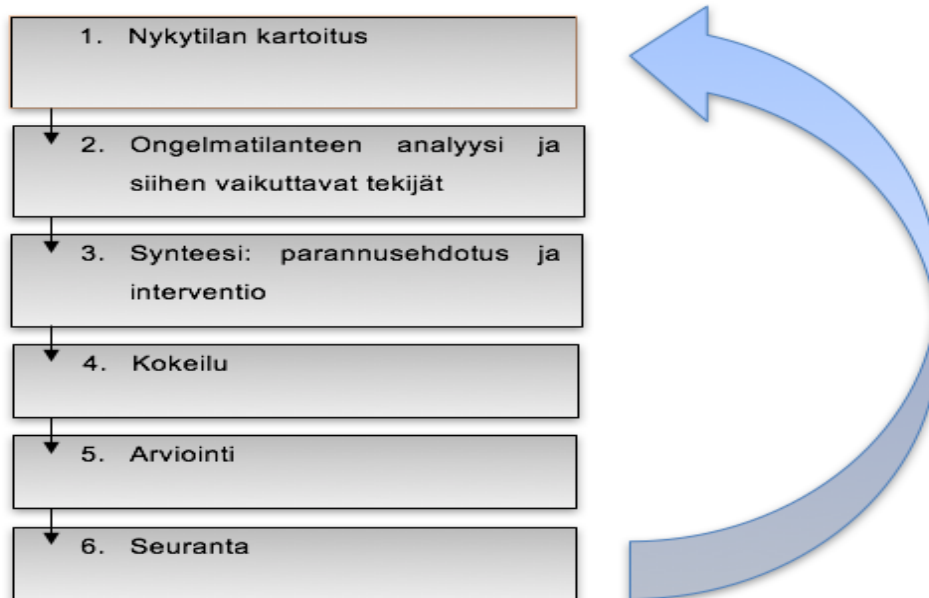 1. Nykytilan kartoitus
2. Ongelmatilanteen analyysi ja
siihen vaikuttavat tekijät
3. Synteesi: parannusehdotus ja
interventio
4. Kokeilu
5. Arviointi
6. Seuranta